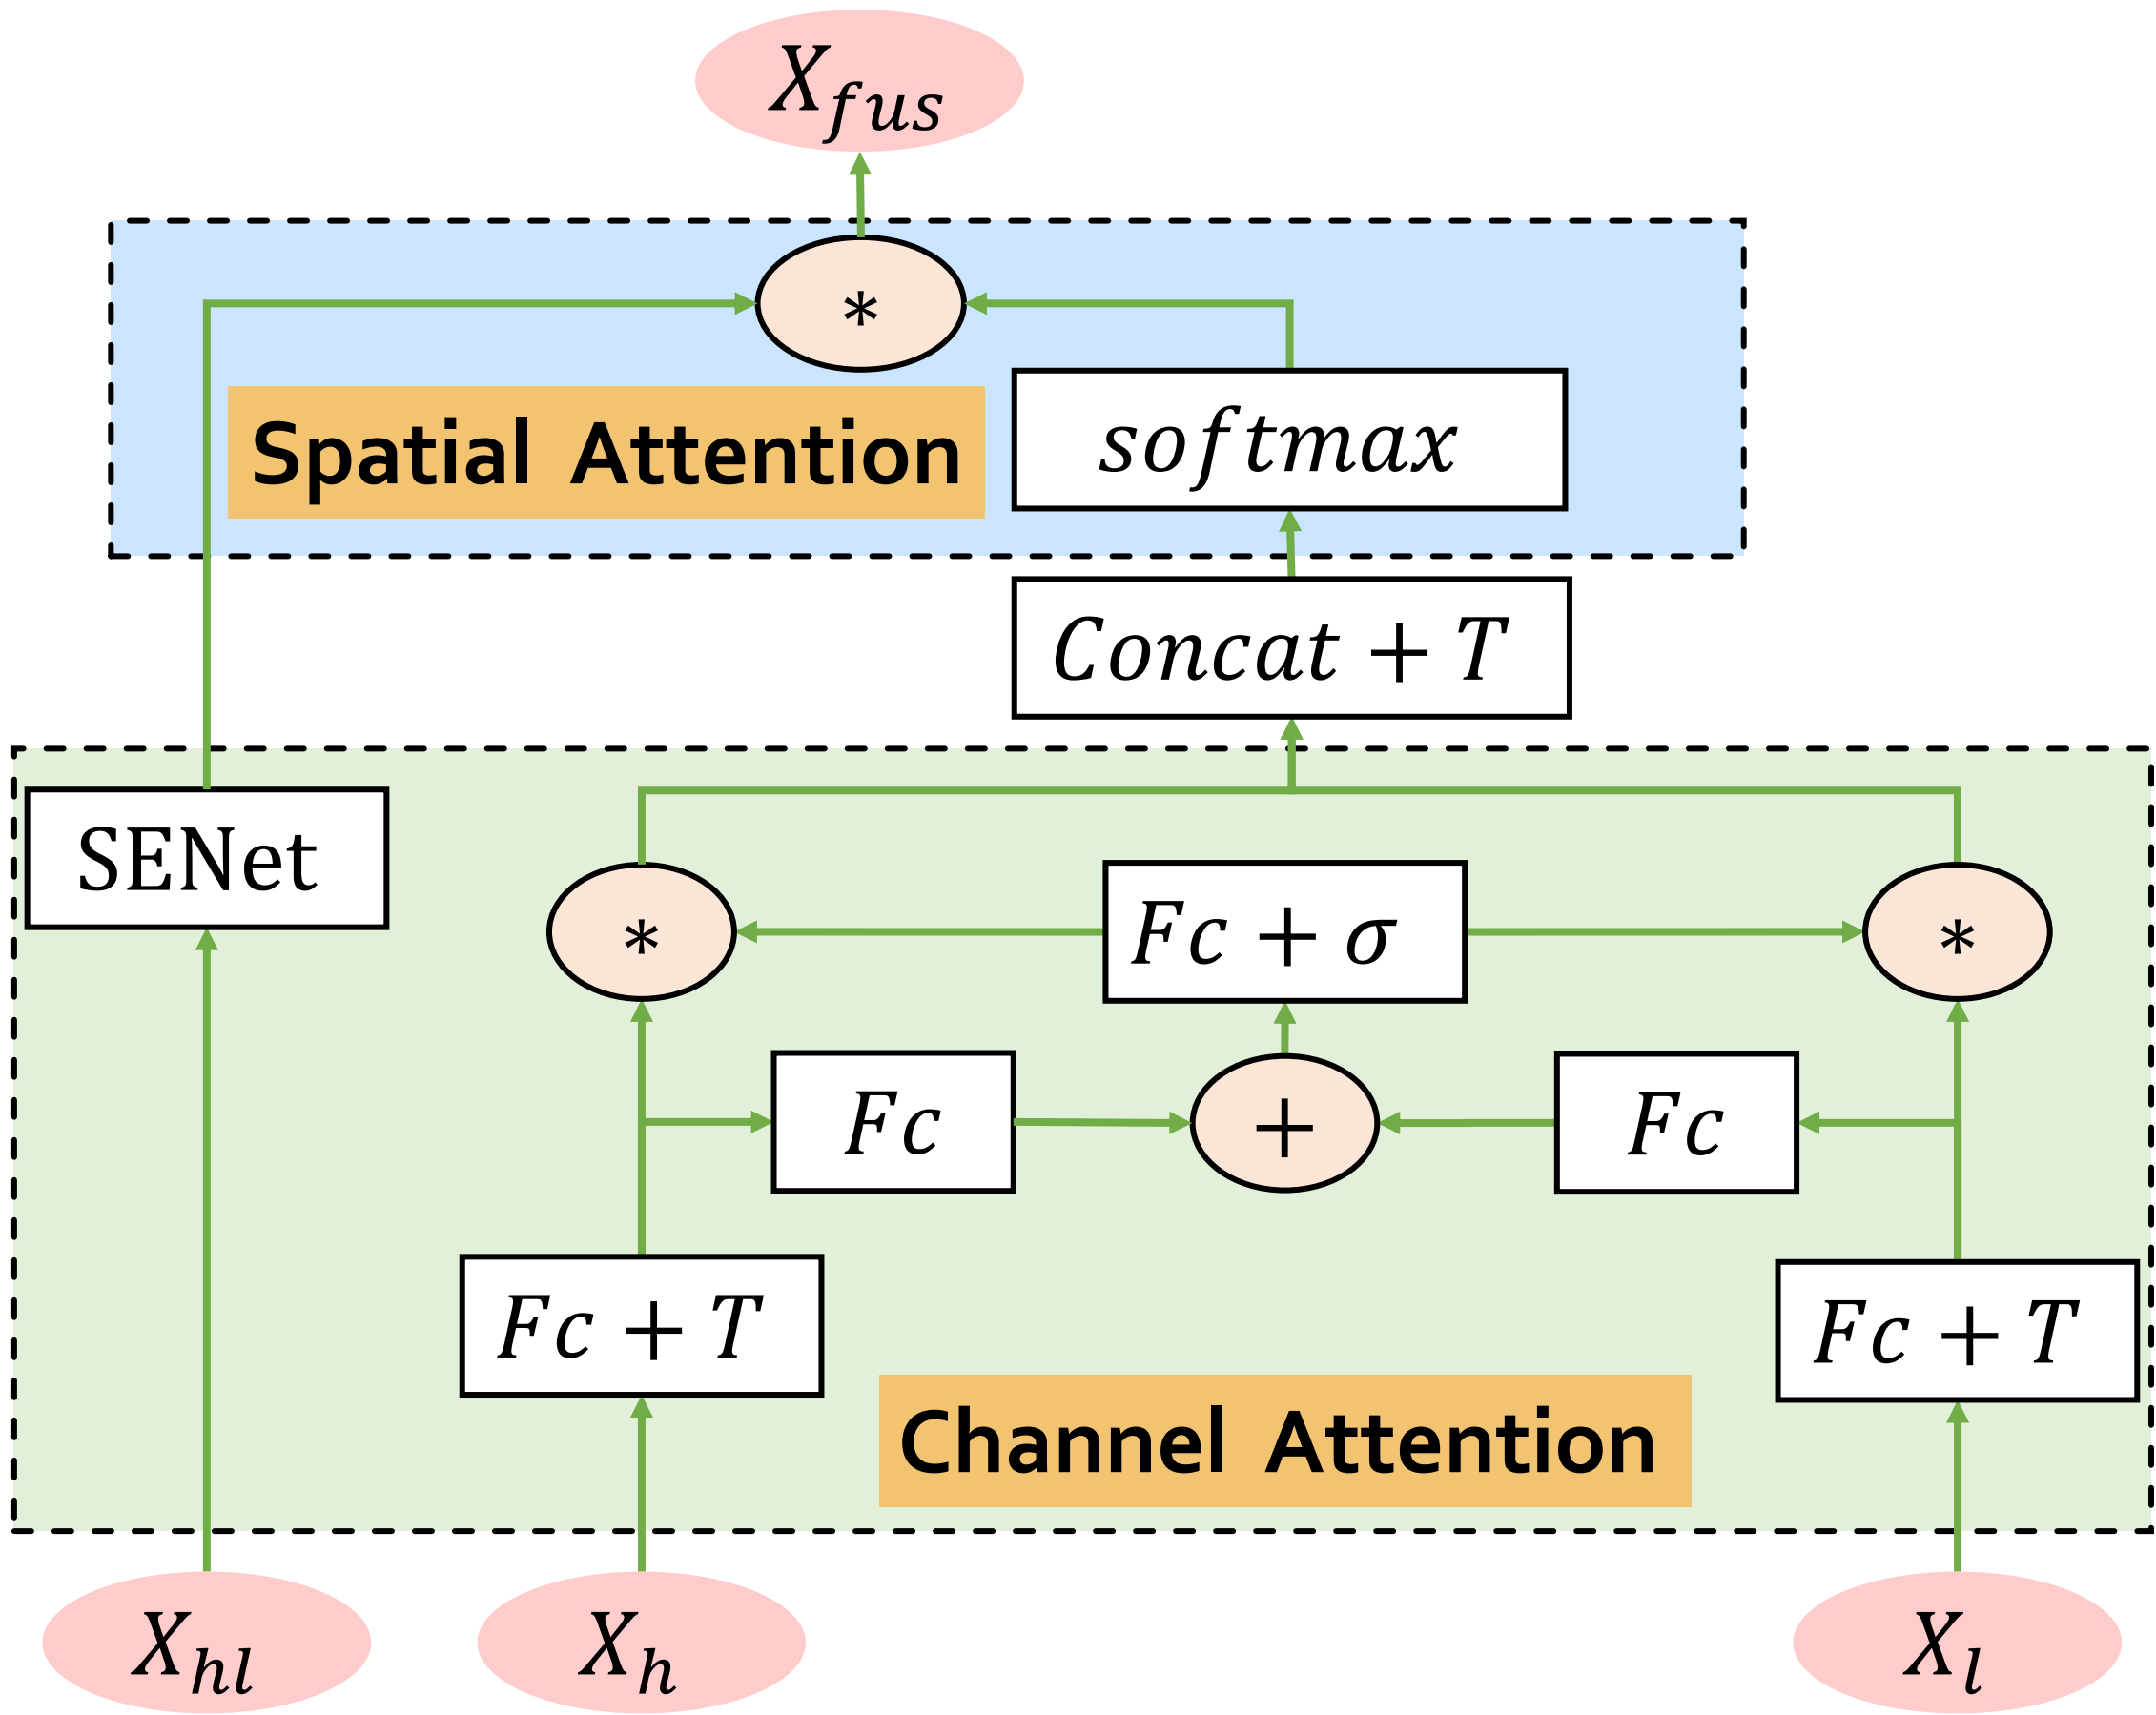 X_fus
*
Spatial Attention
softmax
Concat + T
SENet
* Fc + σ *
Fc + Fc
Fc + T Fc + T
Channel Attention
X_hl X_h X_l